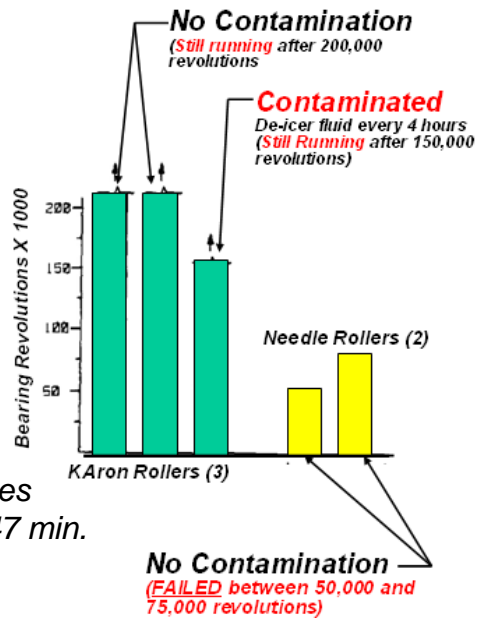 No Contamination
(Still running after 200,000
revolutions
Contaminated
De-icer fluid every 4 hours
(Still Running after 150,000
revolutions)
Bearing Revolutions X 1000
200
150
100
50
Needle Rollers (2)
KAron Rollers (3)
es
47 min.
No Contamination
(FAILED between 50,000 and
75,000 revolutions)